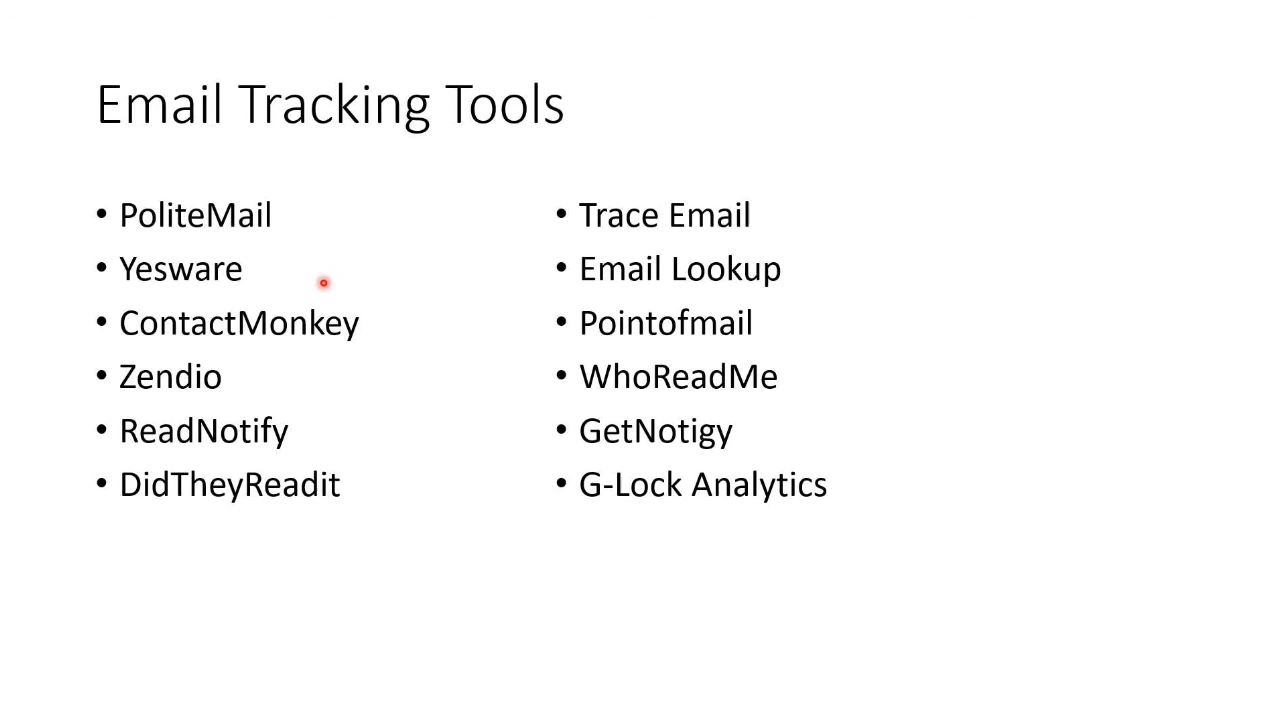 Email Tracking Tools
• PoliteMail
• Yesware
• ContactMonkey
• Zendio
• ReadNotify
• DidTheyReadit
• Trace Email
• Email Lookup
• Pointofmail
• WhoReadMe
• GetNotigy
• G-Lock Analytics